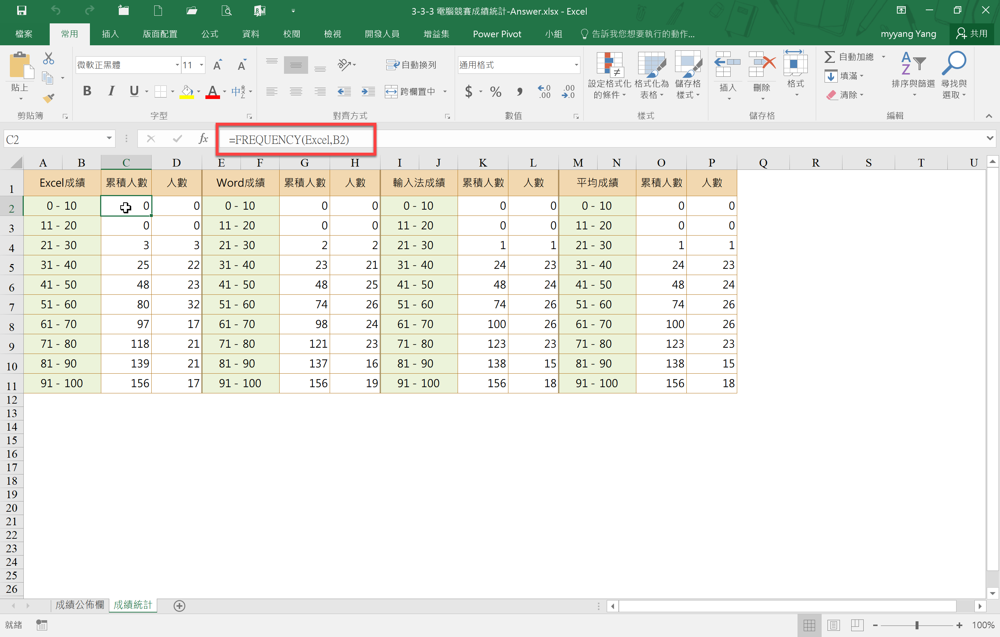 3-3-3 電腦競賽成績統計-Answer.xlsx - Excel
檔案 常用 插入 版面配置 公式 資料 校閱 檢視 開發人員 增益集 Power Pivot 小組 告訴我您想要執行的動作... myyang Yang 共用
貼上
剪貼簿
微軟正黑體 11
B I U A 中
字型
自動換列
跨欄置中
對齊方式
通用格式
$ % , .0 .00 .00 .0
數值
設定格式化的條件
格式化為表格
儲存格樣式
樣式
插入 刪除 格式
儲存格
自動加總
填滿
清除
排序與篩選
尋找與選取
編輯
C2 fx =FREQUENCY(Excel,B2)
A B C D E F G H I J K L M N O P Q R S T U
1 Excel成績 累積人數 人數 Word成績 累積人數 人數 輸入法成績 累積人數 人數 平均成績 累積人數 人數
2 0 - 10 0 0 0 - 10 0 0 0 - 10 0 0 0 - 10 0 0
3 11 - 20 0 0 11 - 20 0 0 11 - 20 0 0 11 - 20 0 0
4 21 - 30 3 3 21 - 30 2 2 21 - 30 1 1 21 - 30 1 1
5 31 - 40 25 22 31 - 40 23 21 31 - 40 24 23 31 - 40 24 23
6 41 - 50 48 23 41 - 50 48 25 41 - 50 48 24 41 - 50 48 24
7 51 - 60 80 32 51 - 60 74 26 51 - 60 74 26 51 - 60 74 26
8 61 - 70 97 17 61 - 70 98 24 61 - 70 100 26 61 - 70 100 26
9 71 - 80 118 21 71 - 80 121 23 71 - 80 123 23 71 - 80 123 23
10 81 - 90 139 21 81 - 90 137 16 81 - 90 138 15 81 - 90 138 15
11 91 - 100 156 17 91 - 100 156 19 91 - 100 156 18 91 - 100 156 18
12
13
14
15
16
17
18
19
20
21
22
23
24
25
26
成績公佈欄 成績統計
就緒 100%